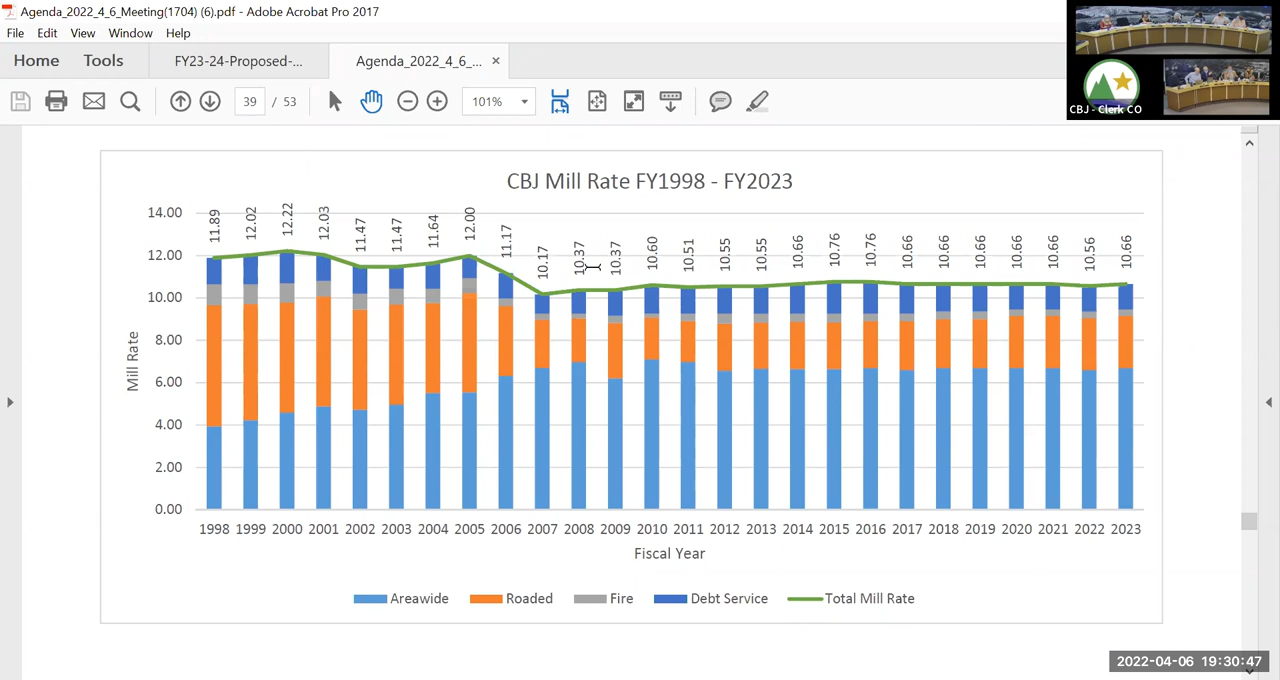 Agenda_2022_4_6_Meeting(1704) (6).pdf - Adobe Acrobat Pro 2017
File Edit View Window Help
Home Tools FY23-24-Proposed-... Agenda_2022_4_6_... ×
39 / 53 101%
CBJ - Clerk CO
CBJ Mill Rate FY1998 - FY2023
Mill Rate
14.00
12.00
10.00
8.00
6.00
4.00
2.00
0.00
11.89 12.02 12.22 12.03 11.47 11.47 11.64 12.00 11.17 10.17 10.37 10.37 10.60 10.51 10.55 10.55 10.66 10.76 10.76 10.66 10.66 10.66 10.66 10.66 10.56 10.66
1998 1999 2000 2001 2002 2003 2004 2005 2006 2007 2008 2009 2010 2011 2012 2013 2014 2015 2016 2017 2018 2019 2020 2021 2022 2023
Fiscal Year
Areawide Roaded Fire Debt Service Total Mill Rate
2022-04-06 19:30:47